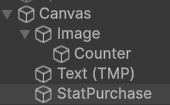 Canvas
Image
Counter
Text (TMP)
StatPurchase